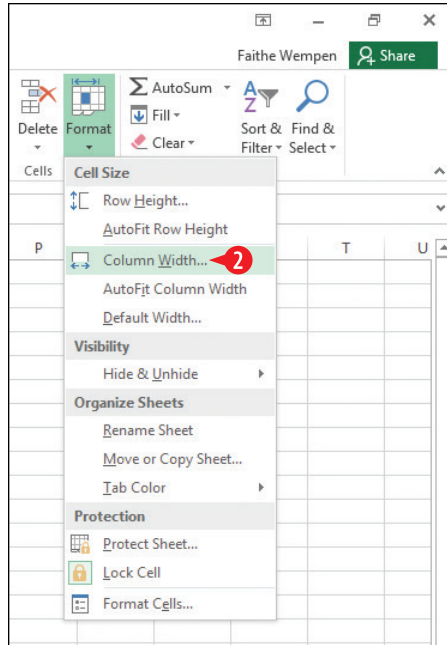 Faithe Wempen Share
AutoSum
Fill
Clear
Delete Format
Sort & Filter
Find & Select
Cells
Cell Size
Row Height...
AutoFit Row Height
Column Width... 2
AutoFit Column Width
Default Width...
Visibility
Hide & Unhide
Organize Sheets
Rename Sheet
Move or Copy Sheet...
Tab Color
Protection
Protect Sheet...
Lock Cell
Format Cells...
P T U